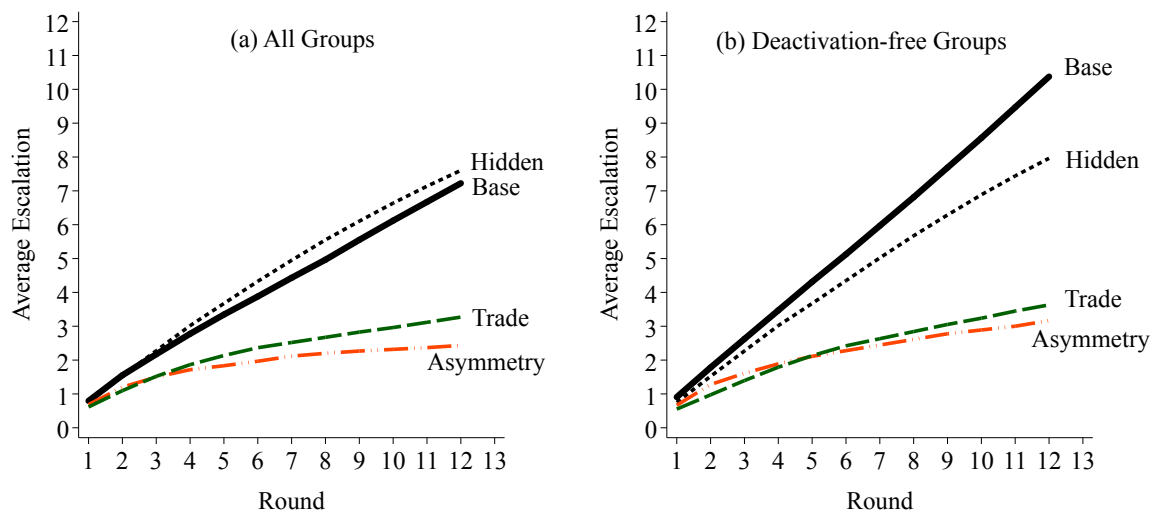 (a) All Groups
Average Escalation
12
11
10
9
8
7
6
5
4
3
2
1
0
Hidden
Base
Trade
Asymmetry
1 2 3 4 5 6 7 8 9 10 11 12 13
Round
(b) Deactivation-free Groups
Average Escalation
12
11
10
9
8
7
6
5
4
3
2
1
0
Base
Hidden
Trade
Asymmetry
1 2 3 4 5 6 7 8 9 10 11 12 13
Round